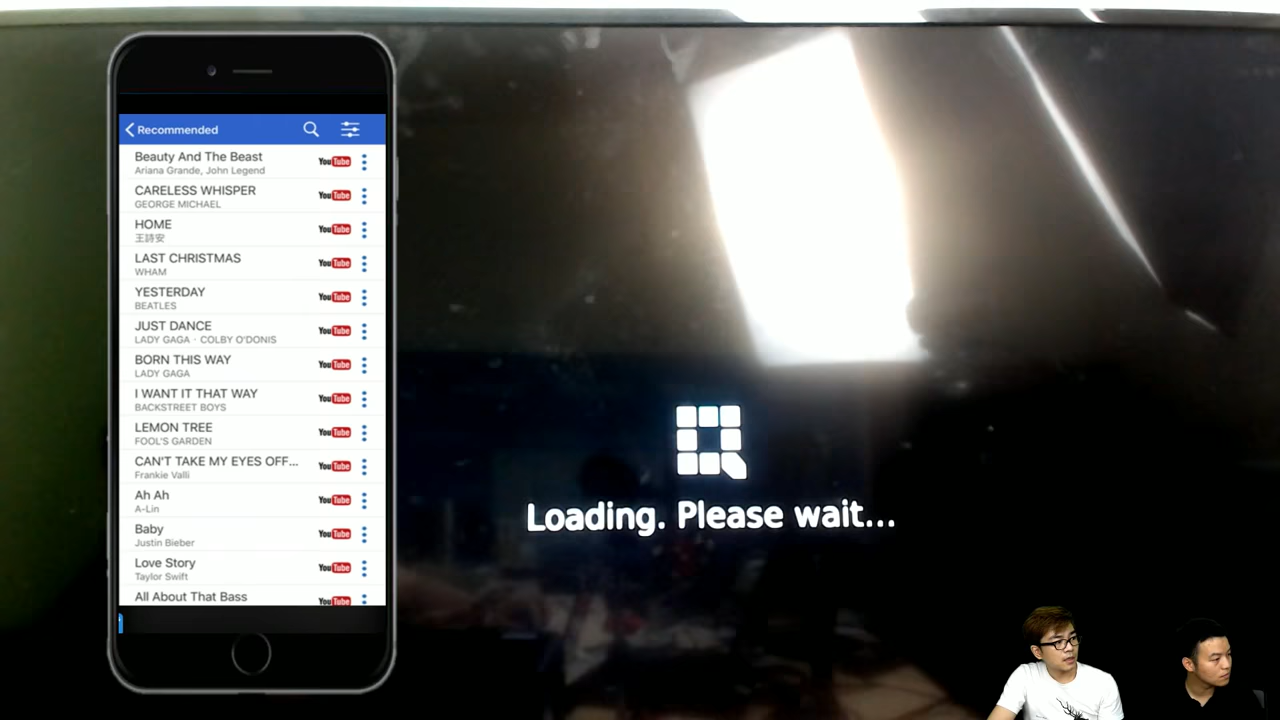 Recommended
Beauty And The Beast
Ariana Grande, John Legend
YouTube
CARELESS WHISPER
GEORGE MICHAEL
YouTube
HOME
王詩安
YouTube
LAST CHRISTMAS
WHAM
YouTube
YESTERDAY
BEATLES
YouTube
JUST DANCE
LADY GAGA · COLBY O'DONIS
YouTube
BORN THIS WAY
LADY GAGA
YouTube
I WANT IT THAT WAY
BACKSTREET BOYS
YouTube
LEMON TREE
FOOL'S GARDEN
YouTube
CAN'T TAKE MY EYES OFF...
Frankie Valli
YouTube
Ah Ah
A-Lin
YouTube
Baby
Justin Bieber
YouTube
Love Story
Taylor Swift
YouTube
All About That Bass
YouTube
Loading. Please wait...